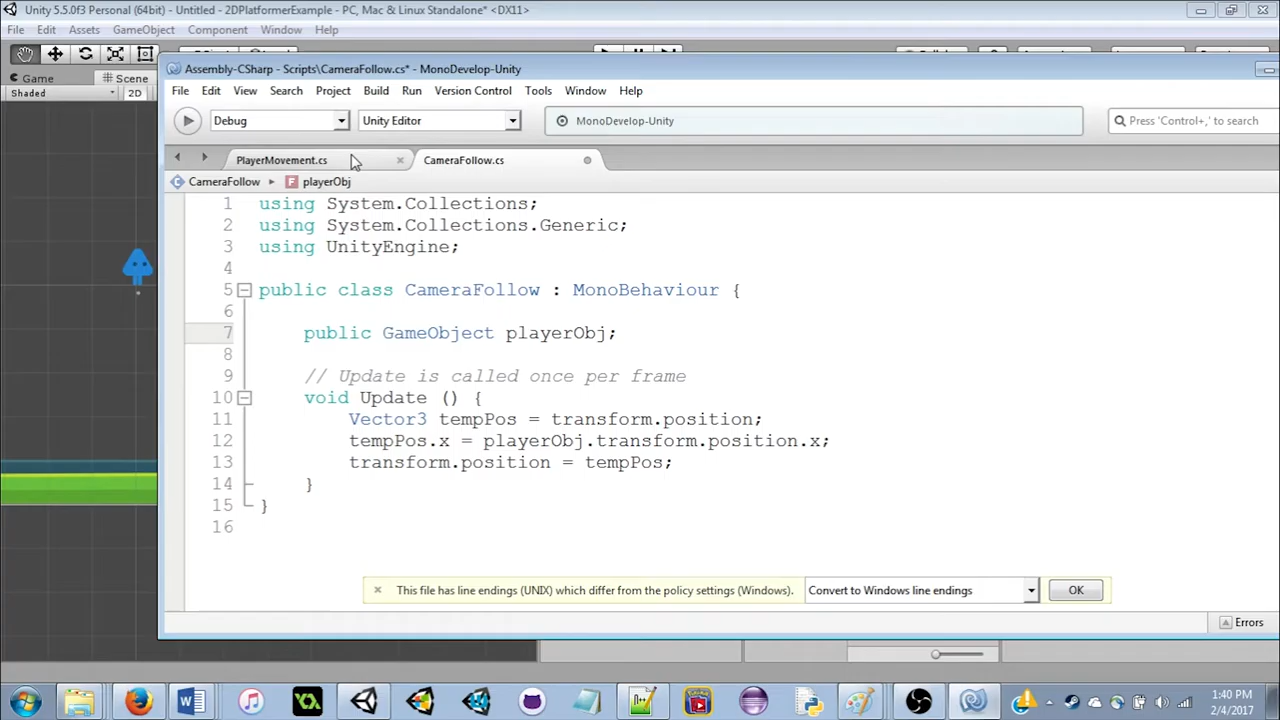 Unity 5.5.0f3 Personal (64bit) - Untitled - 2DPlatformerExample - PC, Mac & Linux Standalone* <DX11>
File Edit Assets GameObject Component Window Help
Game
Scene
Shaded 2D
Assembly-CSharp - Scripts\CameraFollow.cs* - MonoDevelop-Unity
File Edit View Search Project Build Run Version Control Tools Window Help
Debug Unity Editor MonoDevelop-Unity Press 'Control+,' to search
PlayerMovement.cs CameraFollow.cs
CameraFollow playerObj
1 using System.Collections;
2 using System.Collections.Generic;
3 using UnityEngine;
4
5 public class CameraFollow : MonoBehaviour {
6
7 public GameObject playerObj;
8
9 // Update is called once per frame
10 void Update () {
11 Vector3 tempPos = transform.position;
12 tempPos.x = playerObj.transform.position.x;
13 transform.position = tempPos;
14 }
15 }
16
This file has line endings (UNIX) which differ from the policy settings (Windows). Convert to Windows line endings OK
Errors
1:40 PM
2/4/2017